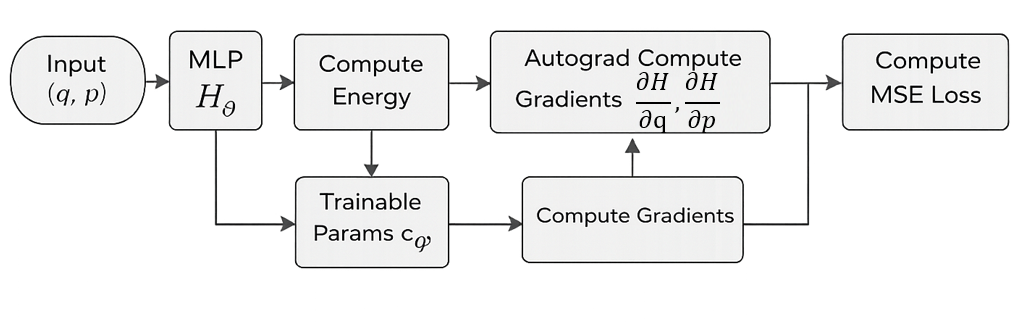 Input
(q, p)
MLP
H_ϑ
Compute
Energy
Autograd Compute
Gradients ∂H/∂q, ∂H/∂p
Compute
MSE Loss
Trainable
Params c_φ,
Compute Gradients